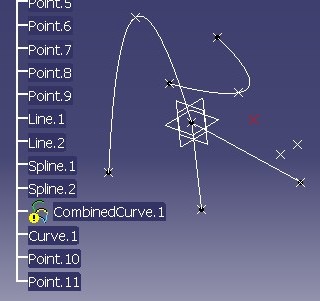 Point.5
Point.6
Point.7
Point.8
Point.9
Line.1
Line.2
Spline.1
Spline.2
CombinedCurve.1
Curve.1
Point.10
Point.11